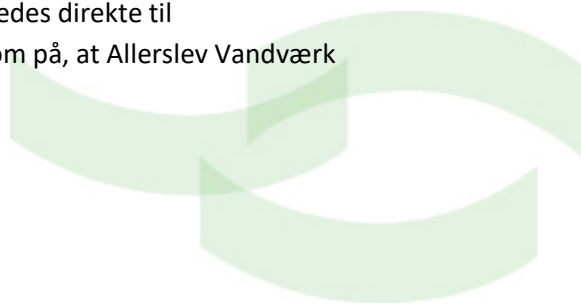 edes direkte til
om på, at Allerslev Vandværk